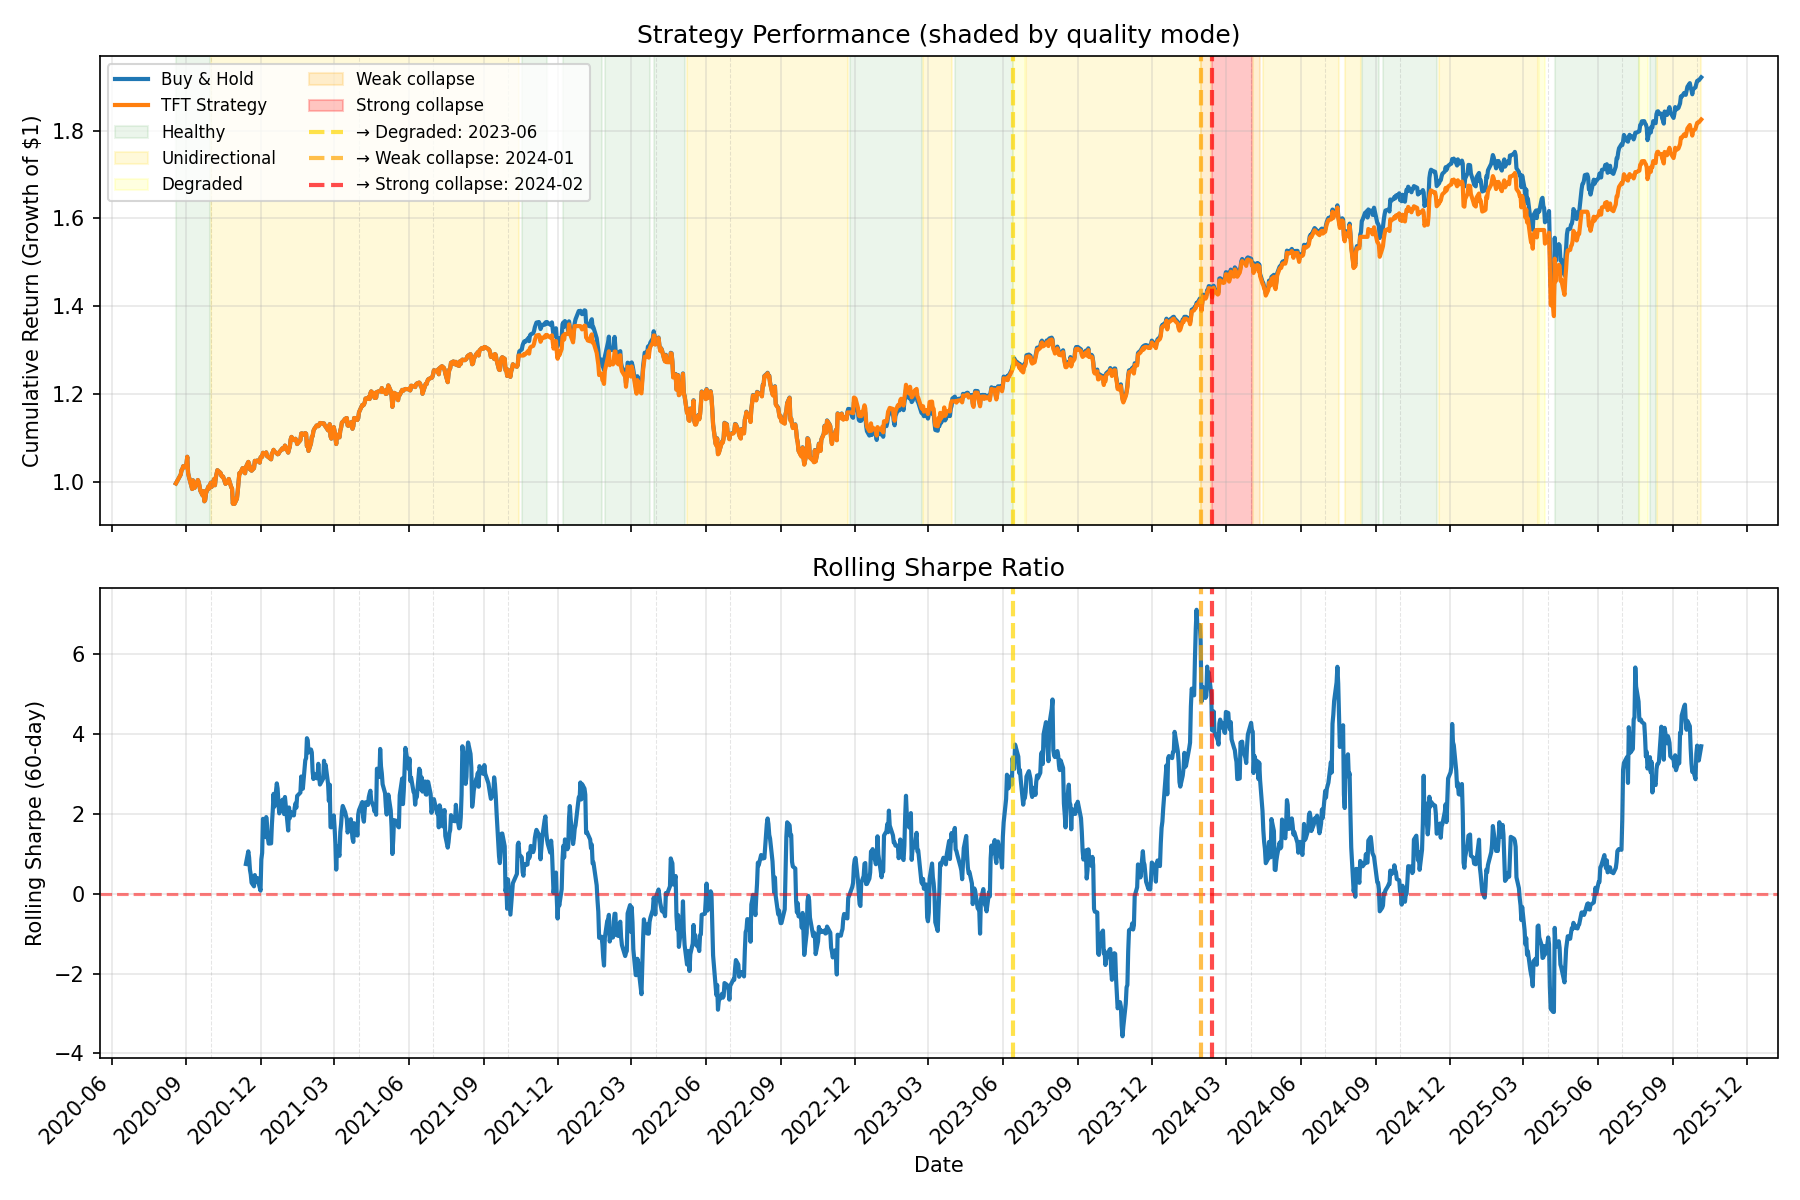 Strategy Performance (shaded by quality mode)
Cumulative Return (Growth of $1)
1.8
1.6
1.4
1.2
1.0
Buy & Hold
TFT Strategy
Healthy
Unidirectional
Degraded
Weak collapse
Strong collapse
→ Degraded: 2023-06
→ Weak collapse: 2024-01
→ Strong collapse: 2024-02
Rolling Sharpe Ratio
Rolling Sharpe (60-day)
6
4
2
0
−2
−4
2020-06
2020-09
2020-12
2021-03
2021-06
2021-09
2021-12
2022-03
2022-06
2022-09
2022-12
2023-03
2023-06
2023-09
2023-12
2024-03
2024-06
2024-09
2024-12
2025-03
2025-06
2025-09
2025-12
Date